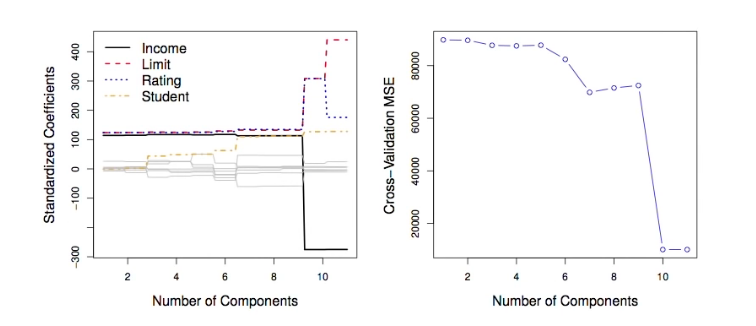 Income
Limit
Rating
Student
Standardized Coefficients
-300 -100 0 100 200 300 400
2 4 6 8 10
Number of Components
Cross-Validation MSE
20000 40000 60000 80000
2 4 6 8 10
Number of Components